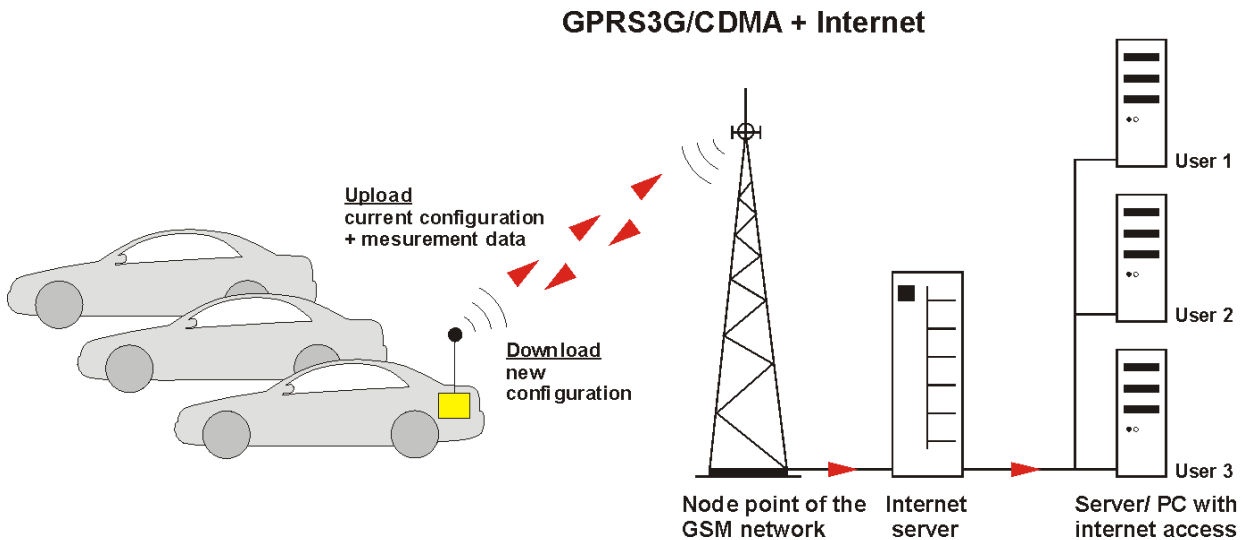 GPRS3G/CDMA + Internet
User 1
Upload
current configuration
+ mesurement data
User 2
Download
new
configuration
User 3
Node point of the
GSM network
Internet
server
Server/ PC with
internet access